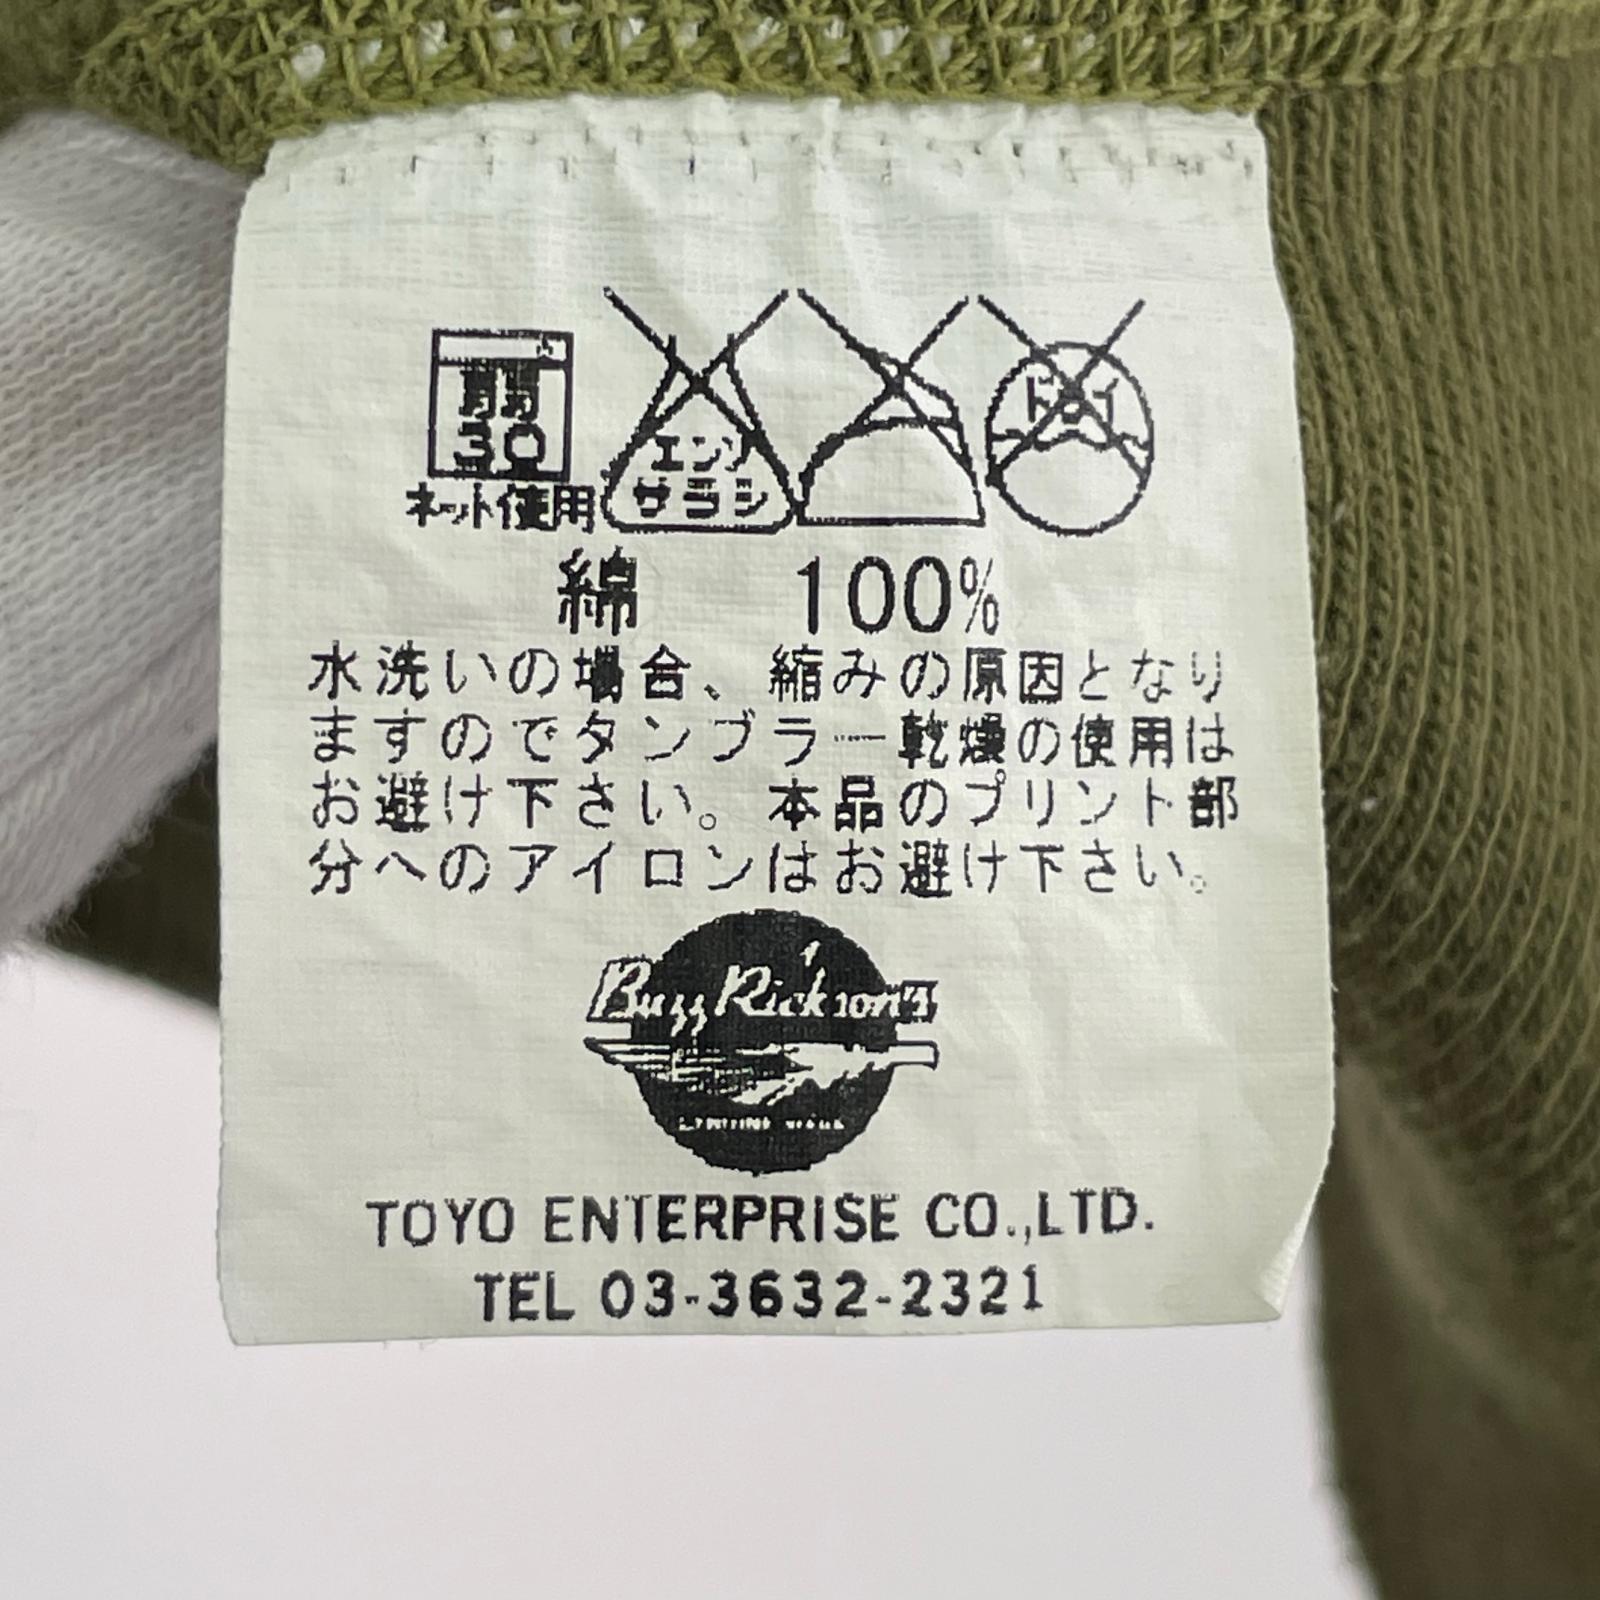 弱
30
ネット使用
エンソ
サラシ
ドライ
綿 100%
水洗いの場合、縮みの原因となり
ますのでタンブラー乾燥の使用は
お避け下さい。本品のプリント部
分へのアイロンはお避け下さい。
Buzz Rickson's
TOYO ENTERPRISE CO.,LTD.
TEL 03-3632-2321